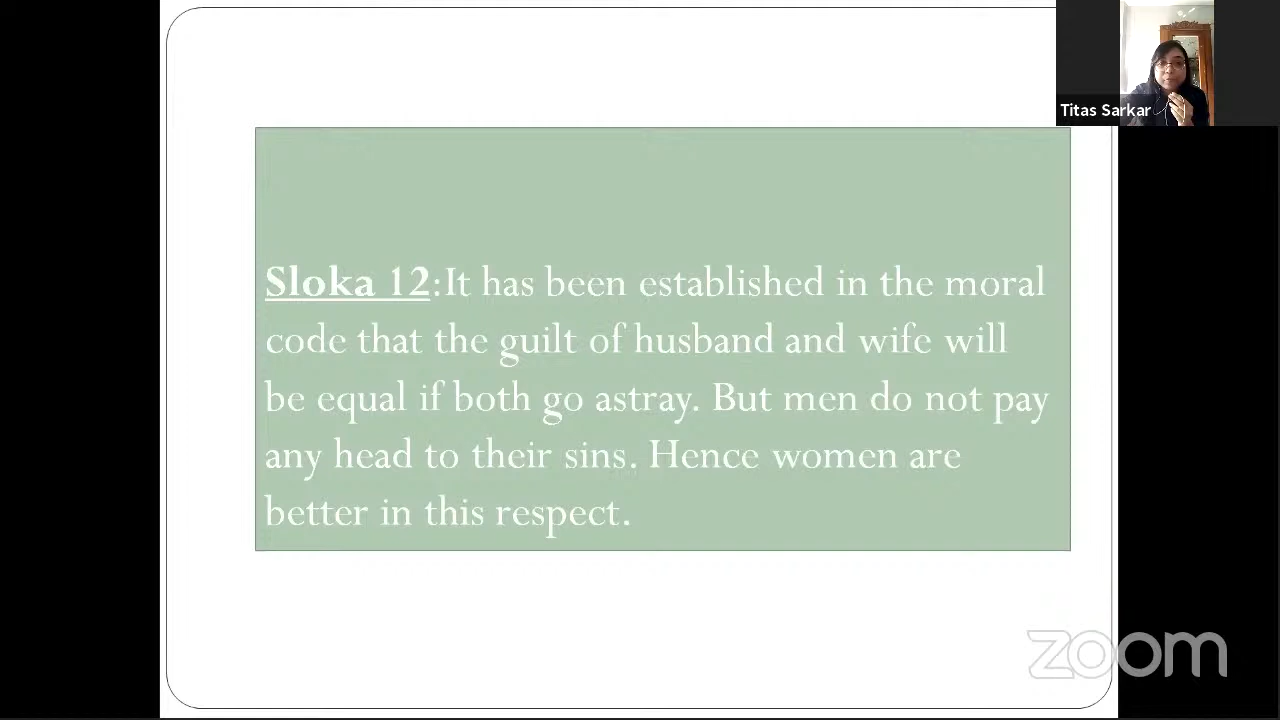 Titas Sarkar
Sloka 12:It has been established in the moral
code that the guilt of husband and wife will
be equal if both go astray. But men do not pay
any head to their sins. Hence women are
better in this respect.
zoom